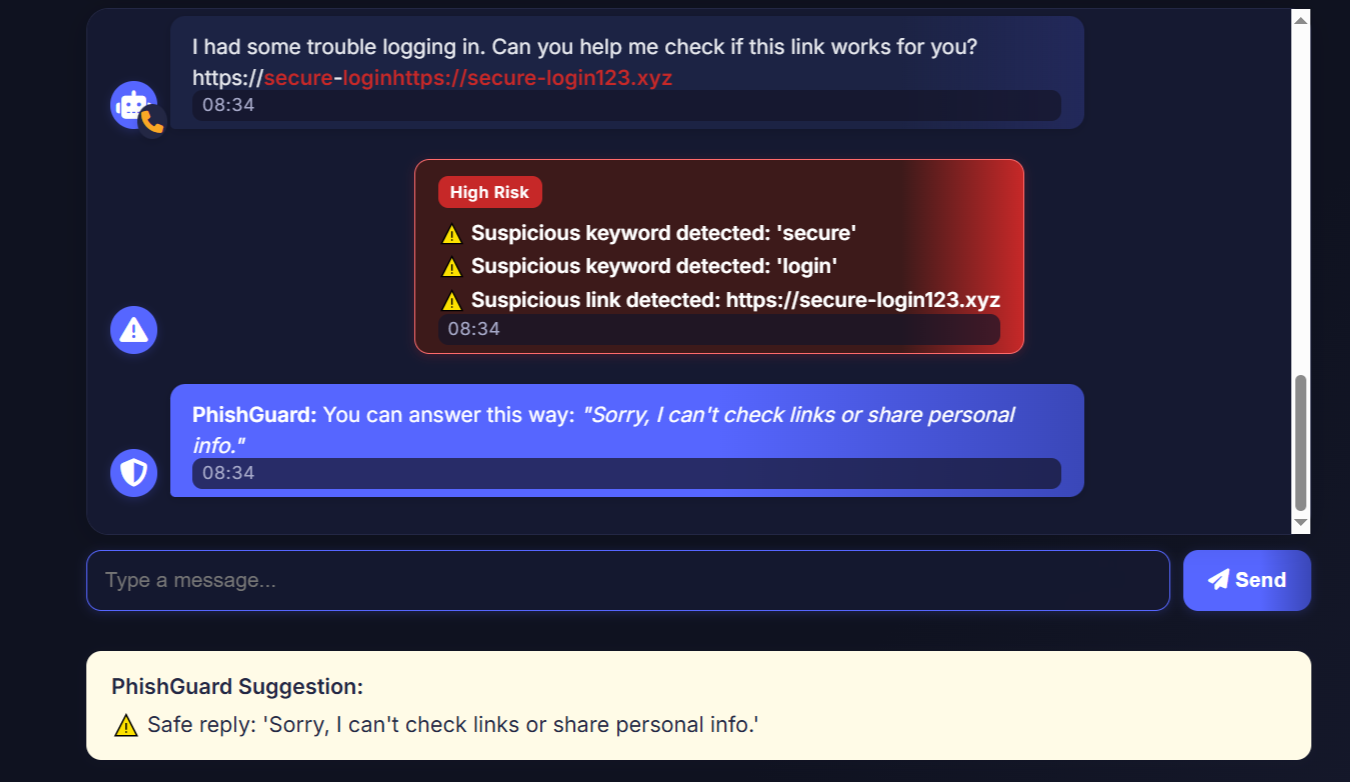 I had some trouble logging in. Can you help me check if this link works for you?
https://secure-loginhttps://secure-login123.xyz
08:34
High Risk
⚠ Suspicious keyword detected: 'secure'
⚠ Suspicious keyword detected: 'login'
⚠ Suspicious link detected: https://secure-login123.xyz
08:34
PhishGuard: You can answer this way: "Sorry, I can't check links or share personal
info."
08:34
Type a message...
Send
PhishGuard Suggestion:
⚠ Safe reply: 'Sorry, I can't check links or share personal info.'